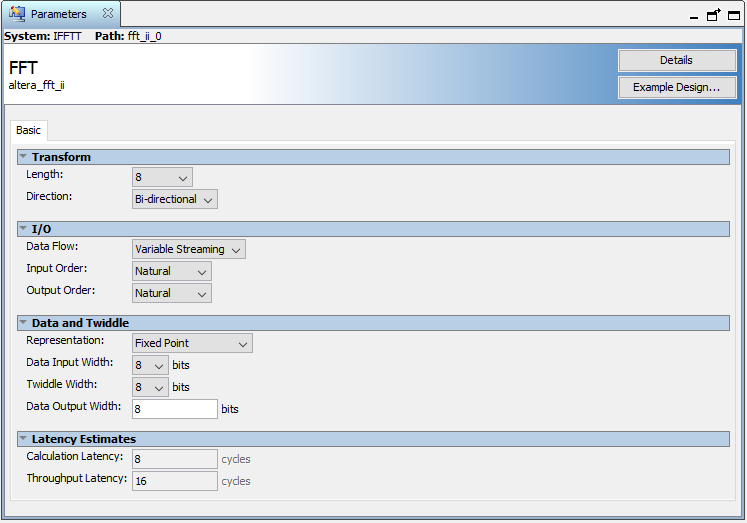 Parameters
System: IFFTT Path: fft_ii_0
FFT
altera_fft_ii
Details
Example Design...
Basic
Transform
Length: 8
Direction: Bi-directional
I/O
Data Flow: Variable Streaming
Input Order: Natural
Output Order: Natural
Data and Twiddle
Representation: Fixed Point
Data Input Width: 8 bits
Twiddle Width: 8 bits
Data Output Width: 8 bits
Latency Estimates
Calculation Latency: 8 cycles
Throughput Latency: 16 cycles